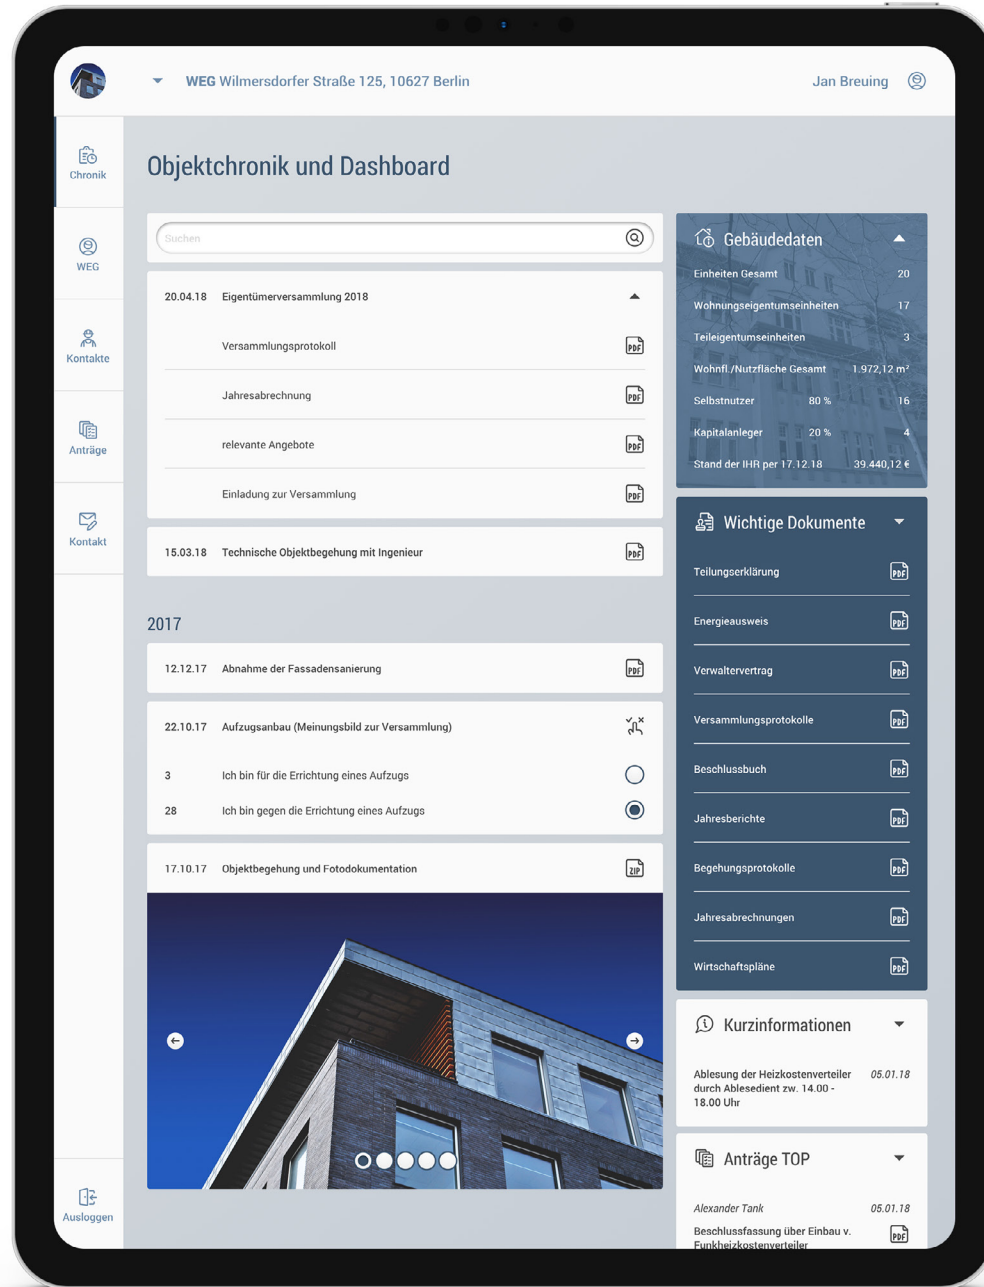 WEG Wilmersdorfer Straße 125, 10627 Berlin
Jan Breuing
Chronik
WEG
Kontakte
Anträge
Kontakt
Ausloggen
Objektchronik und Dashboard
Suchen
20.04.18 Eigentümerversammlung 2018
Versammlungsprotokoll PDF
Jahresabrechnung PDF
relevante Angebote PDF
Einladung zur Versammlung PDF
15.03.18 Technische Objektbegehung mit Ingenieur PDF
2017
12.12.17 Abnahme der Fassadensanierung PDF
22.10.17 Aufzugsanbau (Meinungsbild zur Versammlung)
3 Ich bin für die Errichtung eines Aufzugs
28 Ich bin gegen die Errichtung eines Aufzugs
17.10.17 Objektbegehung und Fotodokumentation ZIP
Gebäudedaten
Einheiten Gesamt 20
Wohnungseigentumseinheiten 17
Teileigentumseinheiten 3
Wohnfl./Nutzfläche Gesamt 1.972,12 m²
Selbstnutzer 80 % 16
Kapitalanleger 20 % 4
Stand der IHR per 17.12.18 39.440,12 €
Wichtige Dokumente
Teilungserklärung PDF
Energieausweis PDF
Verwaltervertrag PDF
Versammlungsprotokolle PDF
Beschlussbuch PDF
Jahresberichte PDF
Begehungsprotokolle PDF
Jahresabrechnungen PDF
Wirtschaftspläne PDF
Kurzinformationen
Ablesung der Heizkostenverteiler 05.01.18
durch Ablesedient zw. 14.00 -
18.00 Uhr
Anträge TOP
Alexander Tank 05.01.18
Beschlussfassung über Einbau v. PDF
Funkheizkostenverteiler